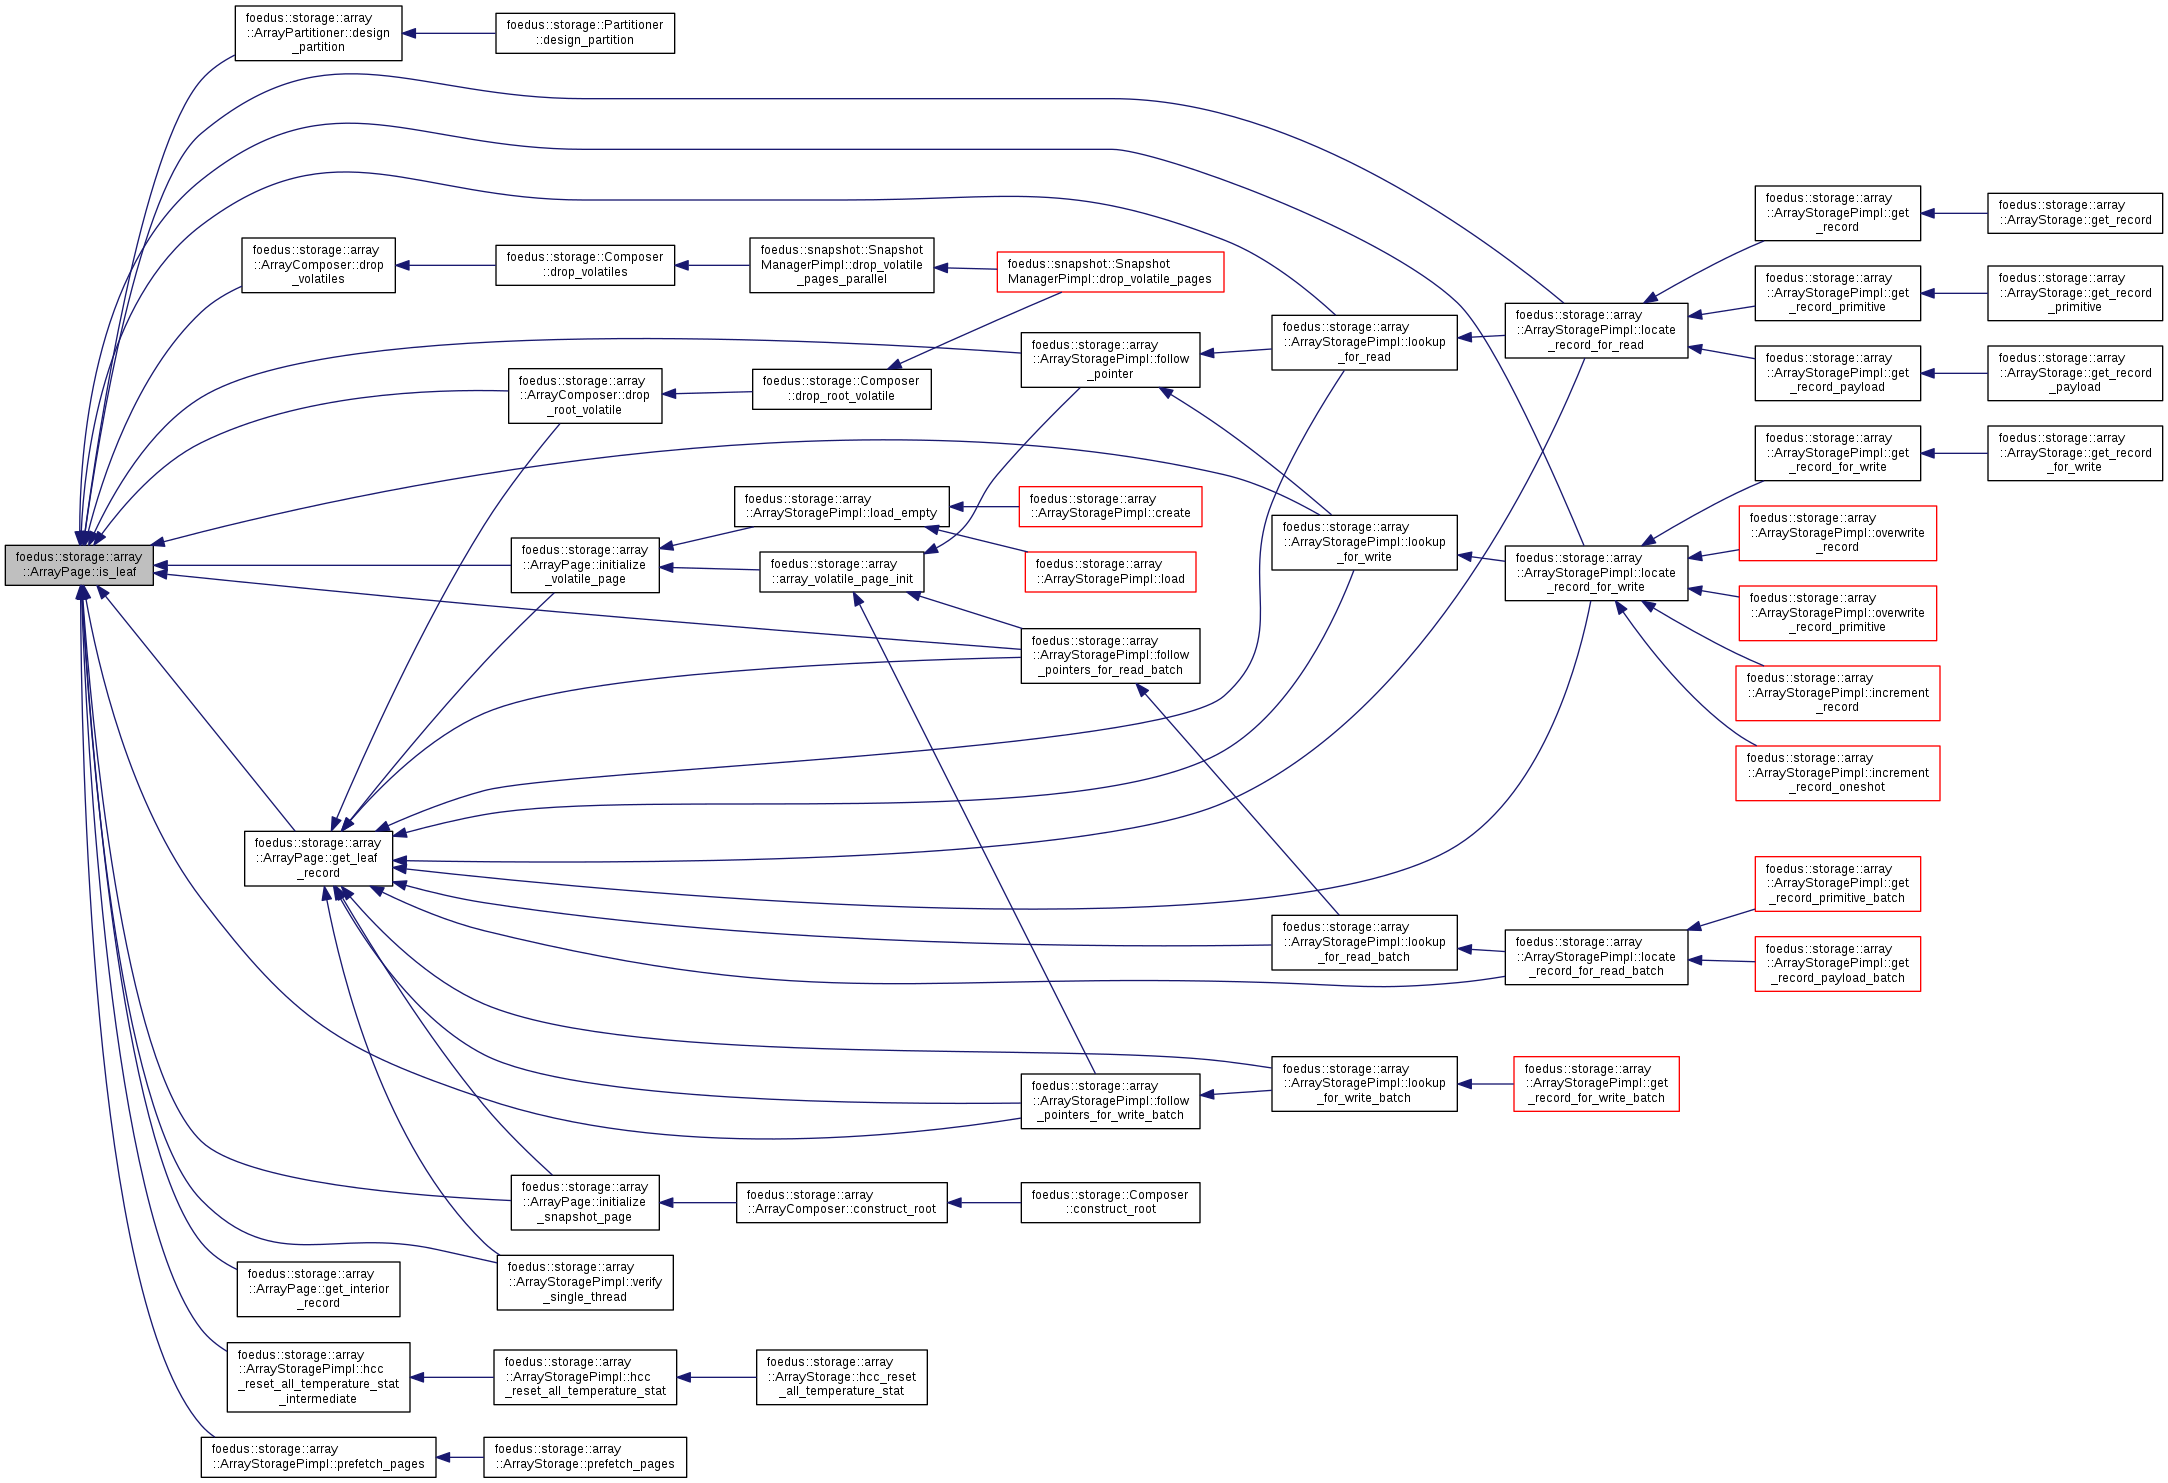 foedus::storage::array
::ArrayPage::is_leaf
foedus::storage::array
::ArrayPartitioner::design
_partition
foedus::storage::Partitioner
::design_partition
foedus::storage::array
::ArrayComposer::drop
_volatiles
foedus::storage::Composer
::drop_volatiles
foedus::snapshot::Snapshot
ManagerPimpl::drop_volatile
_pages_parallel
foedus::snapshot::Snapshot
ManagerPimpl::drop_volatile_pages
foedus::storage::array
::ArrayComposer::drop
_root_volatile
foedus::storage::Composer
::drop_root_volatile
foedus::storage::array
::ArrayStoragePimpl::follow
_pointer
foedus::storage::array
::ArrayStoragePimpl::lookup
_for_read
foedus::storage::array
::ArrayStoragePimpl::locate
_record_for_read
foedus::storage::array
::ArrayStoragePimpl::get
_record
foedus::storage::array
::ArrayStorage::get_record
foedus::storage::array
::ArrayStoragePimpl::get
_record_primitive
foedus::storage::array
::ArrayStorage::get_record
_primitive
foedus::storage::array
::ArrayStoragePimpl::get
_record_payload
foedus::storage::array
::ArrayStorage::get_record
_payload
foedus::storage::array
::ArrayStoragePimpl::get
_record_for_write
foedus::storage::array
::ArrayStorage::get_record
_for_write
foedus::storage::array
::ArrayPage::initialize
_volatile_page
foedus::storage::array
::ArrayStoragePimpl::load_empty
foedus::storage::array
::ArrayStoragePimpl::create
foedus::storage::array
::ArrayStoragePimpl::load
foedus::storage::array
::array_volatile_page_init
foedus::storage::array
::ArrayStoragePimpl::lookup
_for_write
foedus::storage::array
::ArrayStoragePimpl::locate
_record_for_write
foedus::storage::array
::ArrayStoragePimpl::overwrite
_record
foedus::storage::array
::ArrayStoragePimpl::overwrite
_record_primitive
foedus::storage::array
::ArrayStoragePimpl::increment
_record
foedus::storage::array
::ArrayStoragePimpl::increment
_record_oneshot
foedus::storage::array
::ArrayStoragePimpl::follow
_pointers_for_read_batch
foedus::storage::array
::ArrayPage::get_leaf
_record
foedus::storage::array
::ArrayStoragePimpl::lookup
_for_read_batch
foedus::storage::array
::ArrayStoragePimpl::locate
_record_for_read_batch
foedus::storage::array
::ArrayStoragePimpl::get
_record_primitive_batch
foedus::storage::array
::ArrayStoragePimpl::get
_record_payload_batch
foedus::storage::array
::ArrayStoragePimpl::follow
_pointers_for_write_batch
foedus::storage::array
::ArrayStoragePimpl::lookup
_for_write_batch
foedus::storage::array
::ArrayStoragePimpl::get
_record_for_write_batch
foedus::storage::array
::ArrayPage::initialize
_snapshot_page
foedus::storage::array
::ArrayComposer::construct_root
foedus::storage::Composer
::construct_root
foedus::storage::array
::ArrayPage::get_interior
_record
foedus::storage::array
::ArrayStoragePimpl::verify
_single_thread
foedus::storage::array
::ArrayStoragePimpl::hcc
_reset_all_temperature_stat
_intermediate
foedus::storage::array
::ArrayStoragePimpl::hcc
_reset_all_temperature_stat
foedus::storage::array
::ArrayStorage::hcc_reset
_all_temperature_stat
foedus::storage::array
::ArrayStoragePimpl::prefetch_pages
foedus::storage::array
::ArrayStorage::prefetch_pages